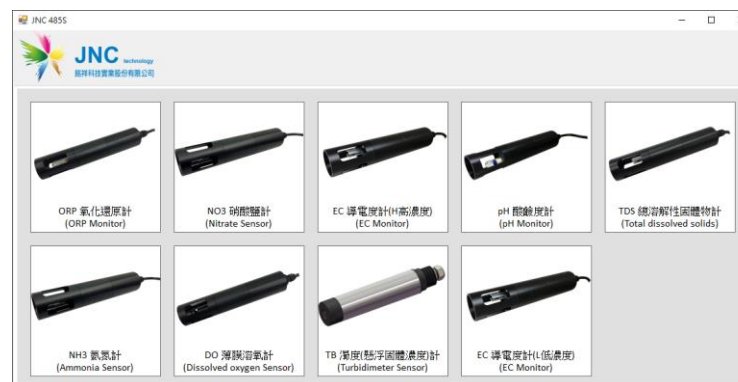 JNC 485S
JNC technology
銘祥科技實業股份有限公司
ORP 氧化還原計
(ORP Monitor)
NO3 硝酸鹽計
(Nitrate Sensor)
EC 導電度計(H高濃度)
(EC Monitor)
pH 酸鹼度計
(pH Monitor)
TDS 總溶解性固體物計
(Total dissolved solids)
NH3 氨氮計
(Ammonia Sensor)
DO 薄膜溶氧計
(Dissolved oxygen Sensor)
TB 濁度(懸浮固體濃度)計
(Turbidimeter Sensor)
EC 導電度計(L低濃度)
(EC Monitor)